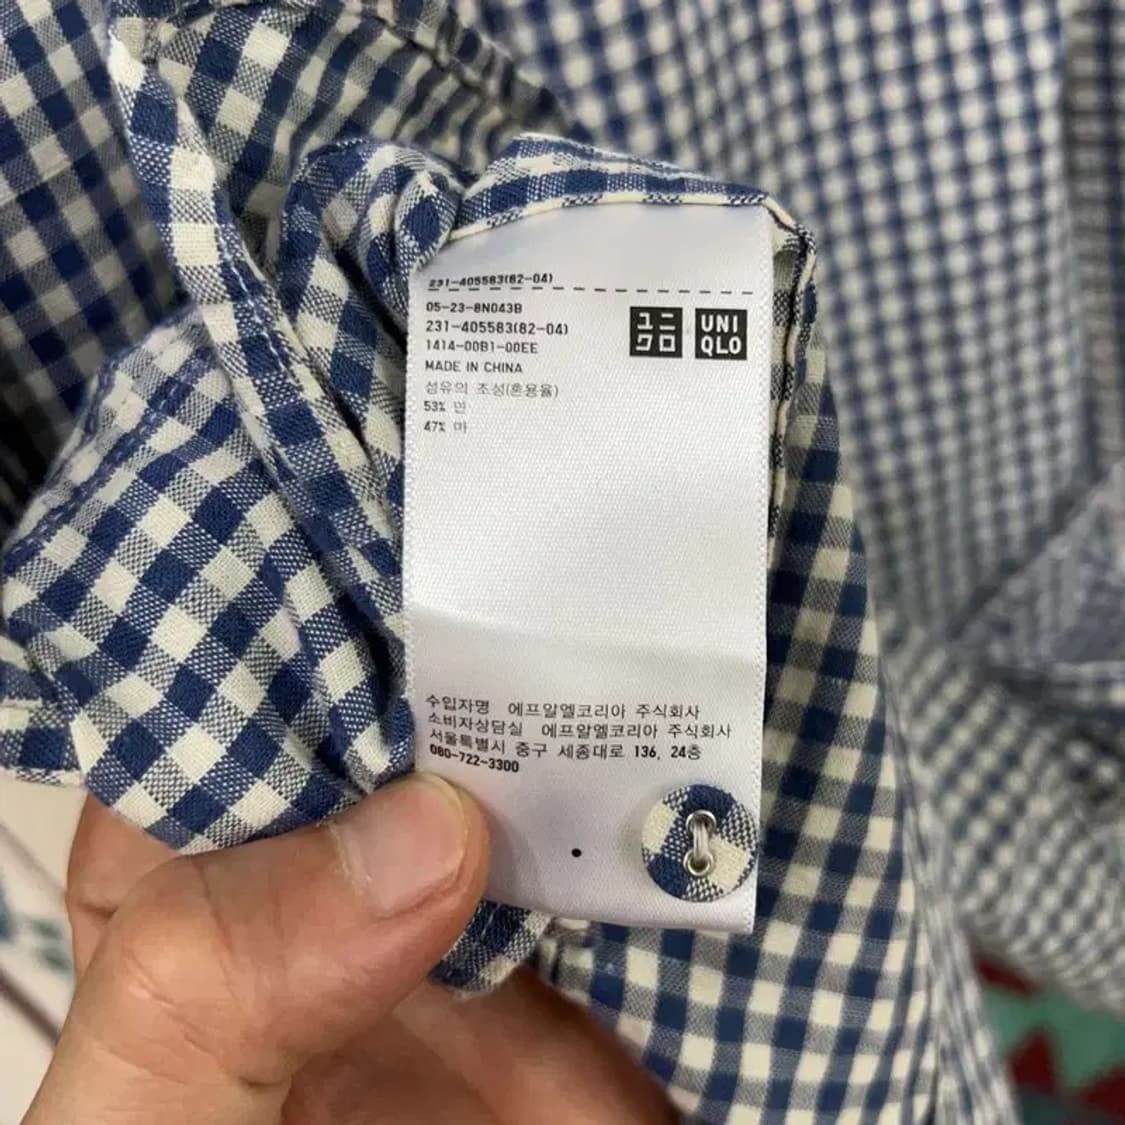 231-405583(82-04)
05-23-8N043B
231-405583(82-04)
1414-00B1-00EE
MADE IN CHINA
섬유의 조성(혼용율)
53% 면
47% 마
ユニ
クロ
UNI
QLO
수입자명 에프알엘코리아 주식회사
소비자상담실 에프알엘코리아 주식회사
서울특별시 중구 세종대로 136, 24층
080-722-3300